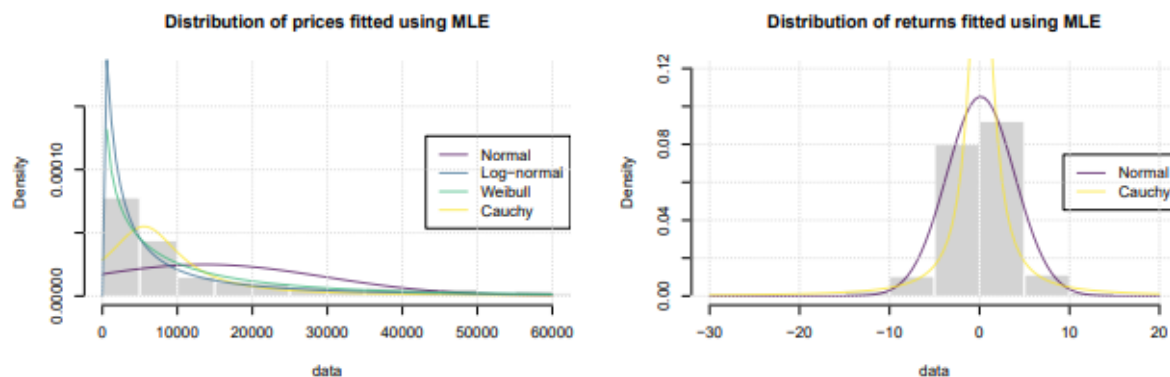 Distribution of prices fitted using MLE
Density
0.00000
0.00010
Normal
Log-normal
Weibull
Cauchy
0
10000
20000
30000
40000
50000
60000
data
Distribution of returns fitted using MLE
Density
0.00
0.04
0.08
0.12
Normal
Cauchy
−30
−20
−10
0
10
20
data